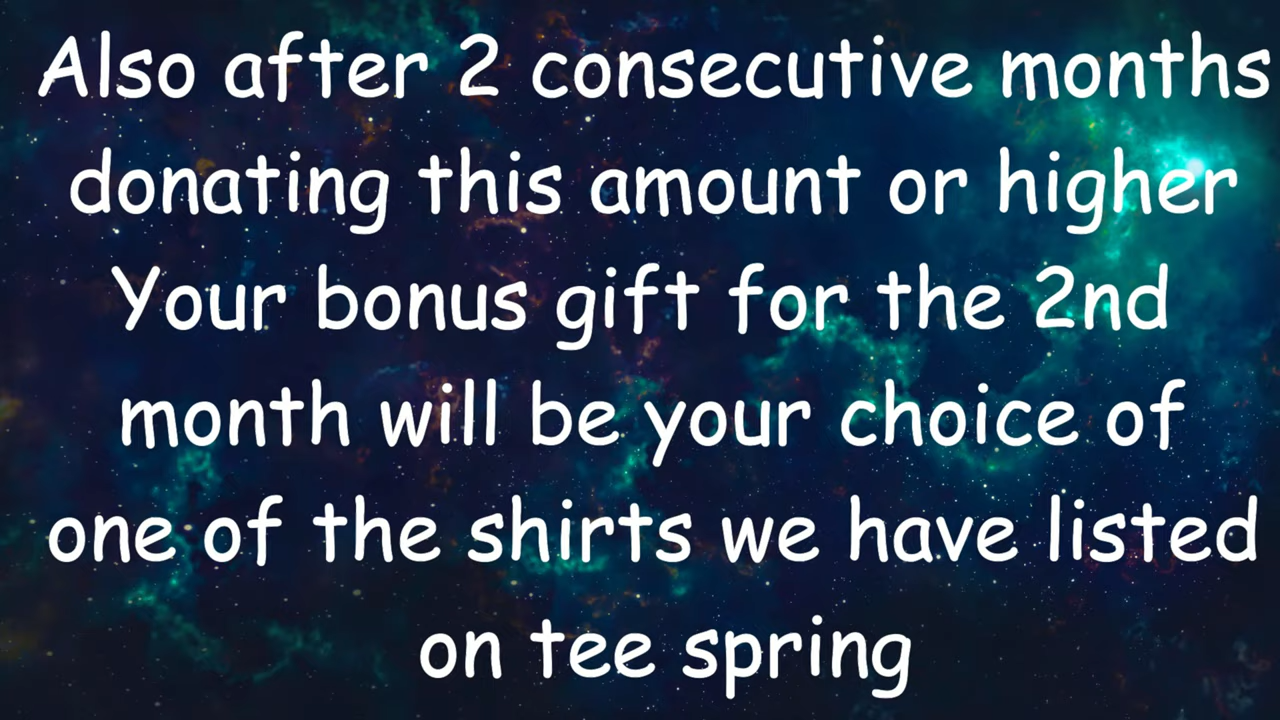 Also after 2 consecutive months
donating this amount or higher
Your bonus gift for the 2nd
month will be your choice of
one of the shirts we have listed
on tee spring